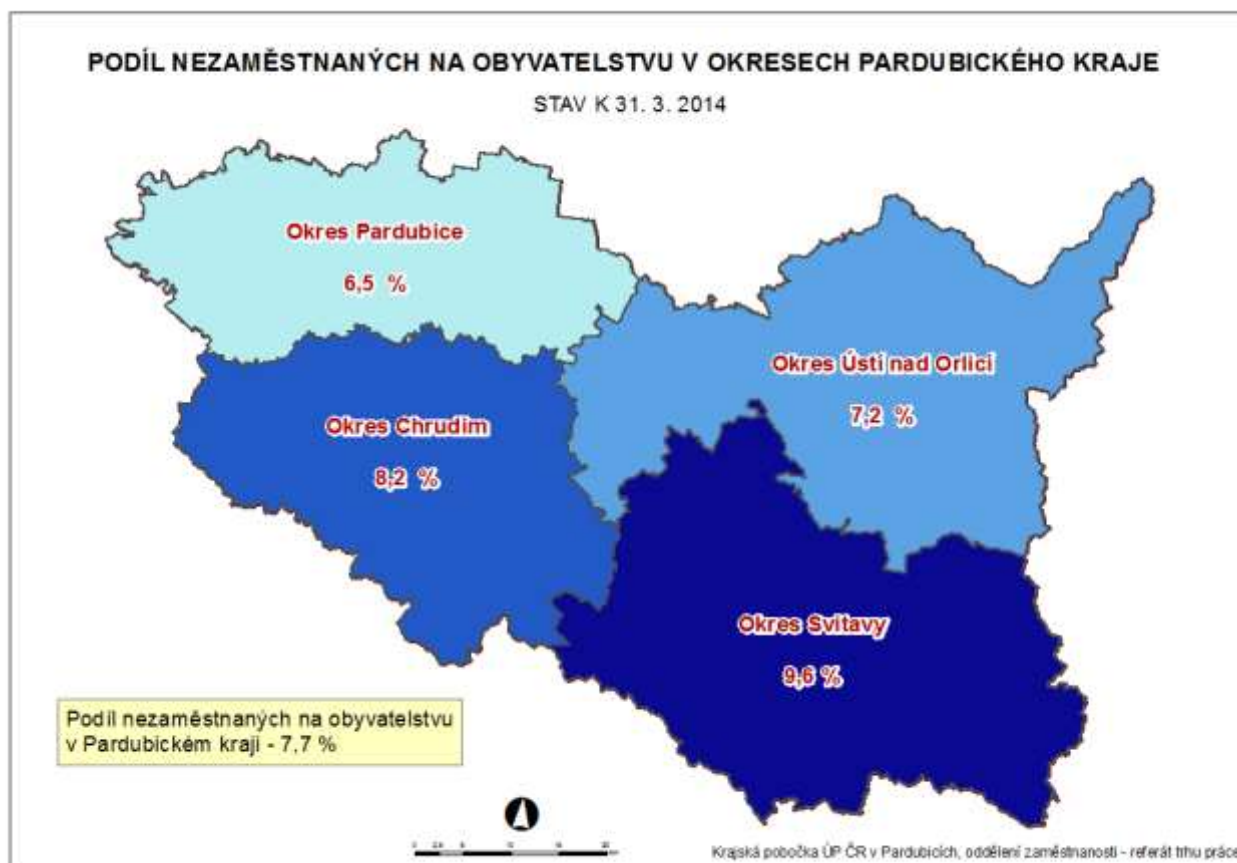 PODÍL NEZAMĚSTNANÝCH NA OBYVATELSTVU V OKRESECH PARDUBICKÉHO KRAJE
STAV K 31. 3. 2014
Okres Pardubice
6,5 %
Okres Ústí nad Orlicí
7,2 %
Okres Chrudim
8,2 %
Okres Svitavy
9,6 %
Podíl nezaměstnaných na obyvatelstvu
v Pardubickém kraji - 7,7 %
Krajská pobočka ÚP ČR v Pardubicích, oddělení zaměstnanosti - referát trhu práce